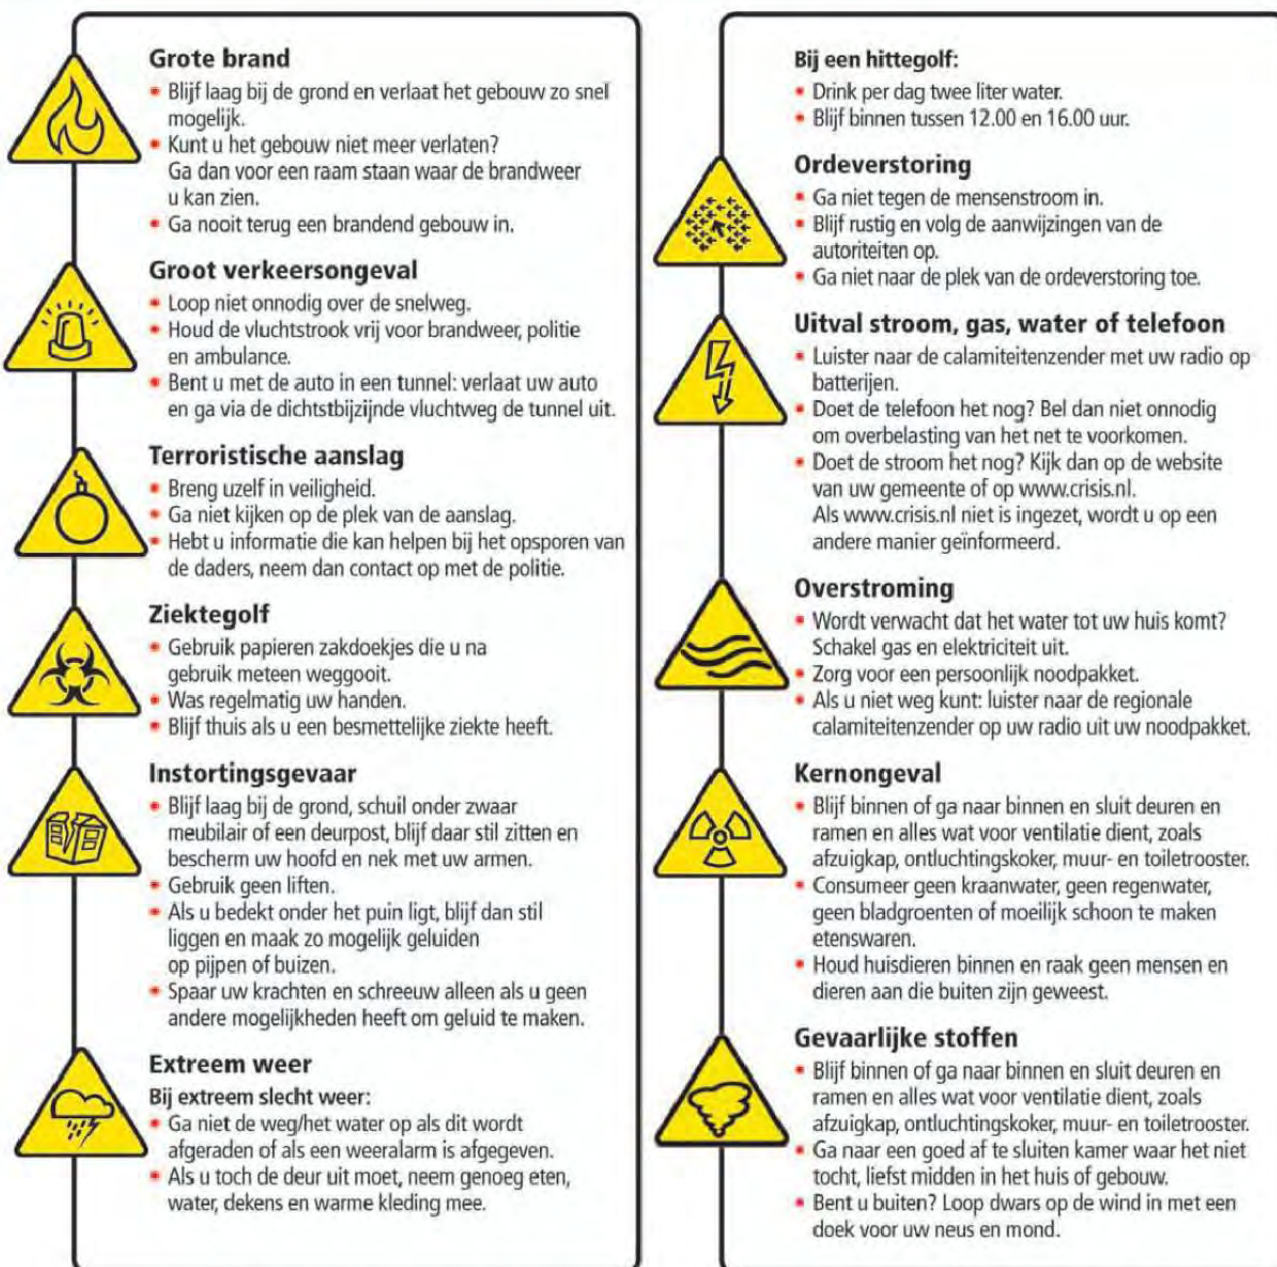 Grote brand
• Blijf laag bij de grond en verlaat het gebouw zo snel
mogelijk.
• Kunt u het gebouw niet meer verlaten?
Ga dan voor een raam staan waar de brandweer
u kan zien.
• Ga nooit terug een brandend gebouw in.
Groot verkeersongeval
• Loop niet onnodig over de snelweg.
• Houd de vluchtstrook vrij voor brandweer, politie
en ambulance.
• Bent u met de auto in een tunnel: verlaat uw auto
en ga via de dichtstbijzijnde vluchtweg de tunnel uit.
Terroristische aanslag
• Breng uzelf in veiligheid.
• Ga niet kijken op de plek van de aanslag.
• Hebt u informatie die kan helpen bij het opsporen van
de daders, neem dan contact op met de politie.
Ziektegolf
• Gebruik papieren zakdoekjes die u na
gebruik meteen weggooit.
• Was regelmatig uw handen.
• Blijf thuis als u een besmettelijke ziekte heeft.
Instortingsgevaar
• Blijf laag bij de grond, schuil onder zwaar
meubilair of een deurpost, blijf daar stil zitten en
bescherm uw hoofd en nek met uw armen.
• Gebruik geen liften.
• Als u bedekt onder het puin ligt, blijf dan stil
liggen en maak zo mogelijk geluiden
op pijpen of buizen.
• Spaar uw krachten en schreeuw alleen als u geen
andere mogelijkheden heeft om geluid te maken.
Extreem weer
Bij extreem slecht weer:
• Ga niet de weg/het water op als dit wordt
afgeraden of als een weeralarm is afgegeven.
• Als u toch de deur uit moet, neem genoeg eten,
water, dekens en warme kleding mee.
Bij een hittegolf:
• Drink per dag twee liter water.
• Blijf binnen tussen 12.00 en 16.00 uur.
Ordeverstoring
• Ga niet tegen de mensenstroom in.
• Blijf rustig en volg de aanwijzingen van de
autoriteiten op.
• Ga niet naar de plek van de ordeverstoring toe.
Uitval stroom, gas, water of telefoon
• Luister naar de calamiteitenzender met uw radio op
batterijen.
• Doet de telefoon het nog? Bel dan niet onnodig
om overbelasting van het net te voorkomen.
• Doet de stroom het nog? Kijk dan op de website
van uw gemeente of op www.crisis.nl.
Als www.crisis.nl niet is ingezet, wordt u op een
andere manier geïnformeerd.
Overstroming
• Wordt verwacht dat het water tot uw huis komt?
Schakel gas en elektriciteit uit.
• Zorg voor een persoonlijk noodpakket.
• Als u niet weg kunt: luister naar de regionale
calamiteitenzender op uw radio uit uw noodpakket.
Kernongeval
• Blijf binnen of ga naar binnen en sluit deuren en
ramen en alles wat voor ventilatie dient, zoals
afzuigkap, ontluchtingskoker, muur- en toiletrooster.
• Consumeer geen kraanwater, geen regenwater,
geen bladgroenten of moeilijk schoon te maken
etenswaren.
• Houd huisdieren binnen en raak geen mensen en
dieren aan die buiten zijn geweest.
Gevaarlijke stoffen
• Blijf binnen of ga naar binnen en sluit deuren en
ramen en alles wat voor ventilatie dient, zoals
afzuigkap, ontluchtingskoker, muur- en toiletrooster.
• Ga naar een goed af te sluiten kamer waar het niet
tocht, liefst midden in het huis of gebouw.
• Bent u buiten? Loop dwars op de wind in met een
doek voor uw neus en mond.